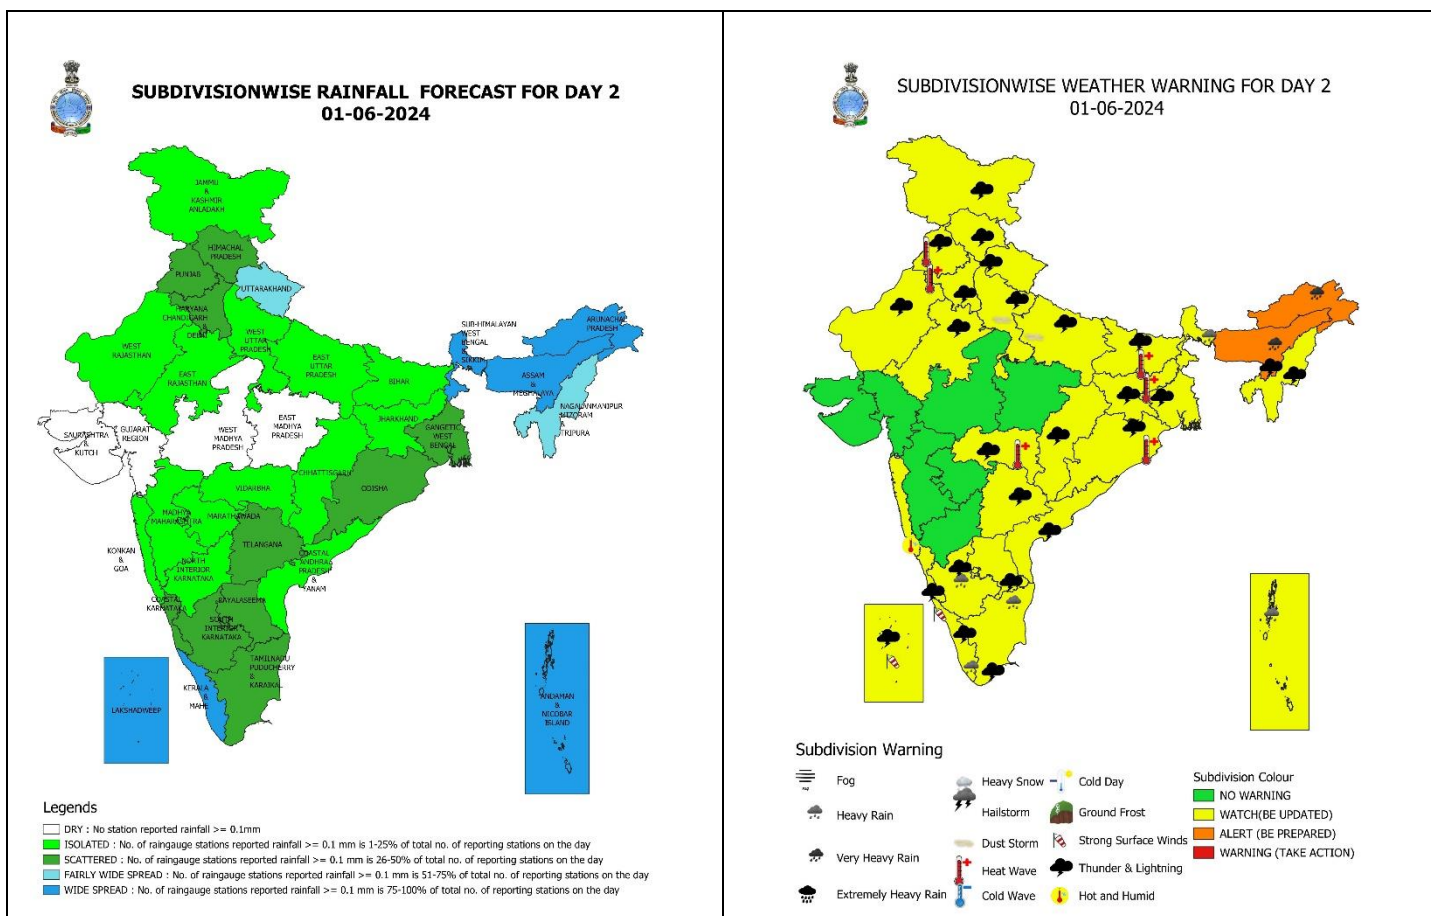 SUBDIVISIONWISE RAINFALL FORECAST FOR DAY 2
01-06-2024
JAMMU
&
KASHMIR
ANLADAKH
HIMACHAL
PRADESH
PUNJAB
UTTARAKHAND
HARYANA
CHANDIGARH
&
DELHI
WEST
UTTAR
PRADESH
WEST
RAJASTHAN
EAST
RAJASTHAN
EAST
UTTAR
PRADESH
SUB-HIMALAYAN
WEST
BENGAL
&
SIKKIM
ARUNACHAL
PRADESH
ASSAM
&
MEGHALAYA
NAGALANMANIPUR
MIZORAM
TRIPURA
BIHAR
JHARKHAND
GANGETIC
WEST
BENGAL
SAURASHTRA
&
KUTCH
GUJARAT
REGION
WEST
MADHYA
PRADESH
EAST
MADHYA
PRADESH
CHHATTISGARH
ODISHA
VIDARBHA
MADHYA
MAHARASHTRA
MARATHAWADA
TELANGANA
KONKAN
&
GOA
NORTH
INTERIOR
KARNATAKA
COASTAL
ANDHRA
PRADESH
&
YANAM
COASTAL
KARNATAKA
RAYALASEEMA
SOUTH
INTERIOR
KARNATAKA
TAMILNADU
PUDUCHERRY
&
KARAIKAL
KERALA
&
MAHE
LAKSHADWEEP
ANDAMAN
&
NICOBAR
ISLAND
Legends
DRY : No station reported rainfall >= 0.1mm
ISOLATED : No. of raingauge stations reported rainfall >= 0.1 mm is 1-25% of total no. of reporting stations on the day
SCATTERED : No. of raingauge stations reported rainfall >= 0.1 mm is 26-50% of total no. of reporting stations on the day
FAIRLY WIDE SPREAD : No. of raingauge stations reported rainfall >= 0.1 mm is 51-75% of total no. of reporting stations on the day
WIDE SPREAD : No. of raingauge stations reported rainfall >= 0.1 mm is 75-100% of total no. of reporting stations on the day
SUBDIVISIONWISE WEATHER WARNING FOR DAY 2
01-06-2024
Subdivision Warning
Fog
Heavy Rain
Very Heavy Rain
Extremely Heavy Rain
Heavy Snow
Hailstorm
Dust Storm
Heat Wave
Cold Wave
Cold Day
Ground Frost
Strong Surface Winds
Thunder & Lightning
Hot and Humid
Subdivision Colour
NO WARNING
WATCH(BE UPDATED)
ALERT (BE PREPARED)
WARNING (TAKE ACTION)